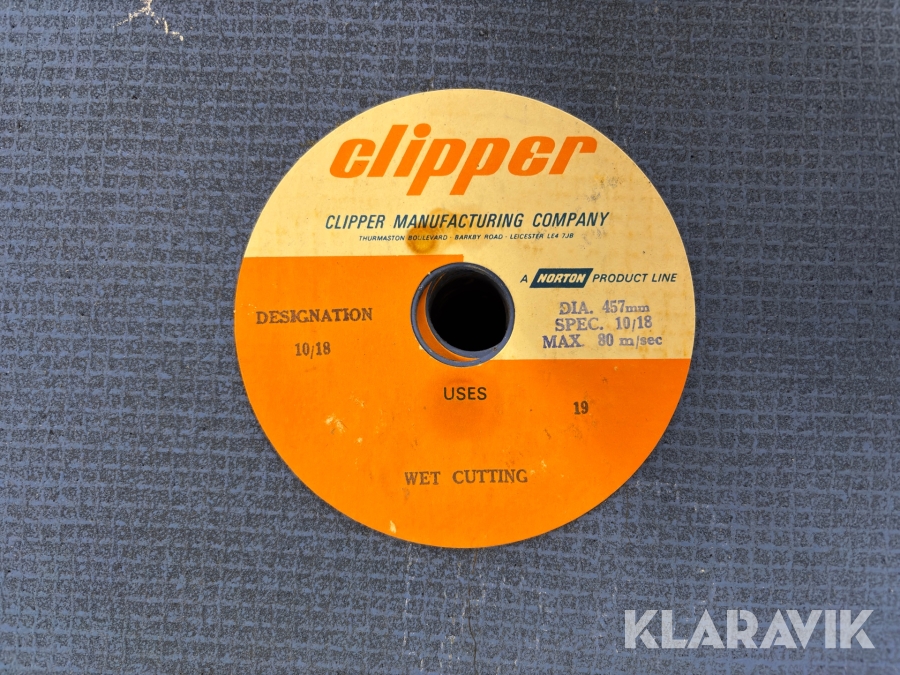 clipper
CLIPPER MANUFACTURING COMPANY
THURMASTON BOULEVARD · BARKBY ROAD · LEICESTER LE4 7JB
A NORTON PRODUCT LINE
DESIGNATION
10/18
DIA. 457mm
SPEC. 10/18
MAX. 80 m/sec
USES
19
WET CUTTING
KLARAVIK